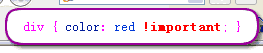 div { color: red !important; }